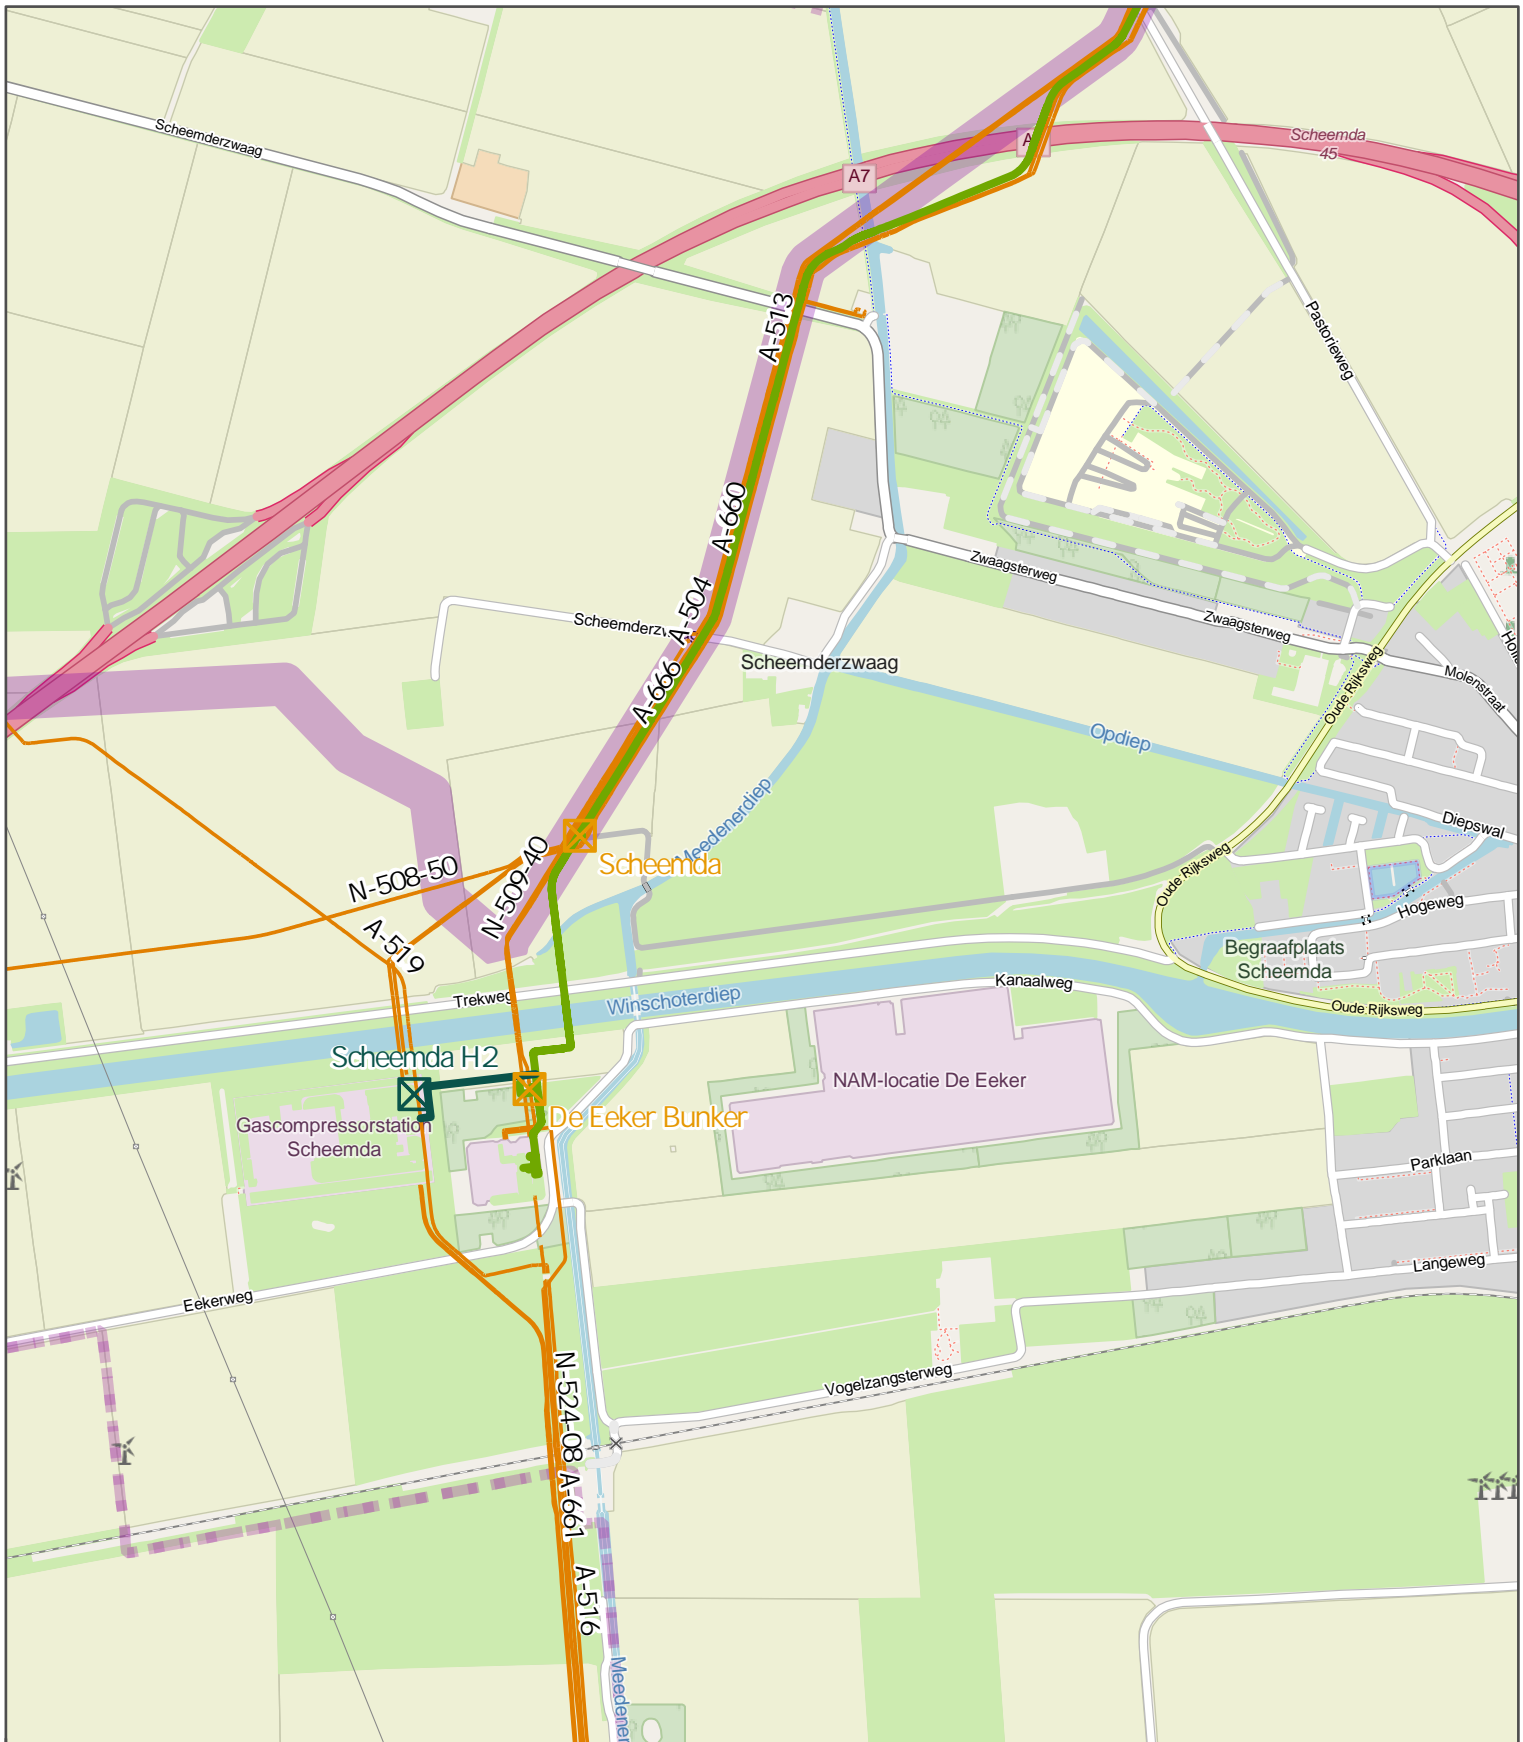 Scheemderzwaag
Scheemda
45
A7
Pastorieweg
A-513
A-660
Zwaagsterweg
A-504
Scheemderzw
Zwaagsterweg
Scheemderzwaag
A-666
Molenstraat
Oude Rijksweg
Opdiep
Meedenerdiep
Diepswal
Scheemda
N-509-40
N-508-50
Oude Rijksweg
Hogeweg
A-519
Begraafplaats
Scheemda
Trekweg
Winschoterdiep
Kanaalweg
Oude Rijksweg
Scheemda H2
NAM-locatie De Eeker
De Eeker Bunker
Gascompressorstation
Scheemda
Parklaan
Langeweg
Eekerweg
Vogelzangsterweg
N-524-08
A-661
A-516
Meedener